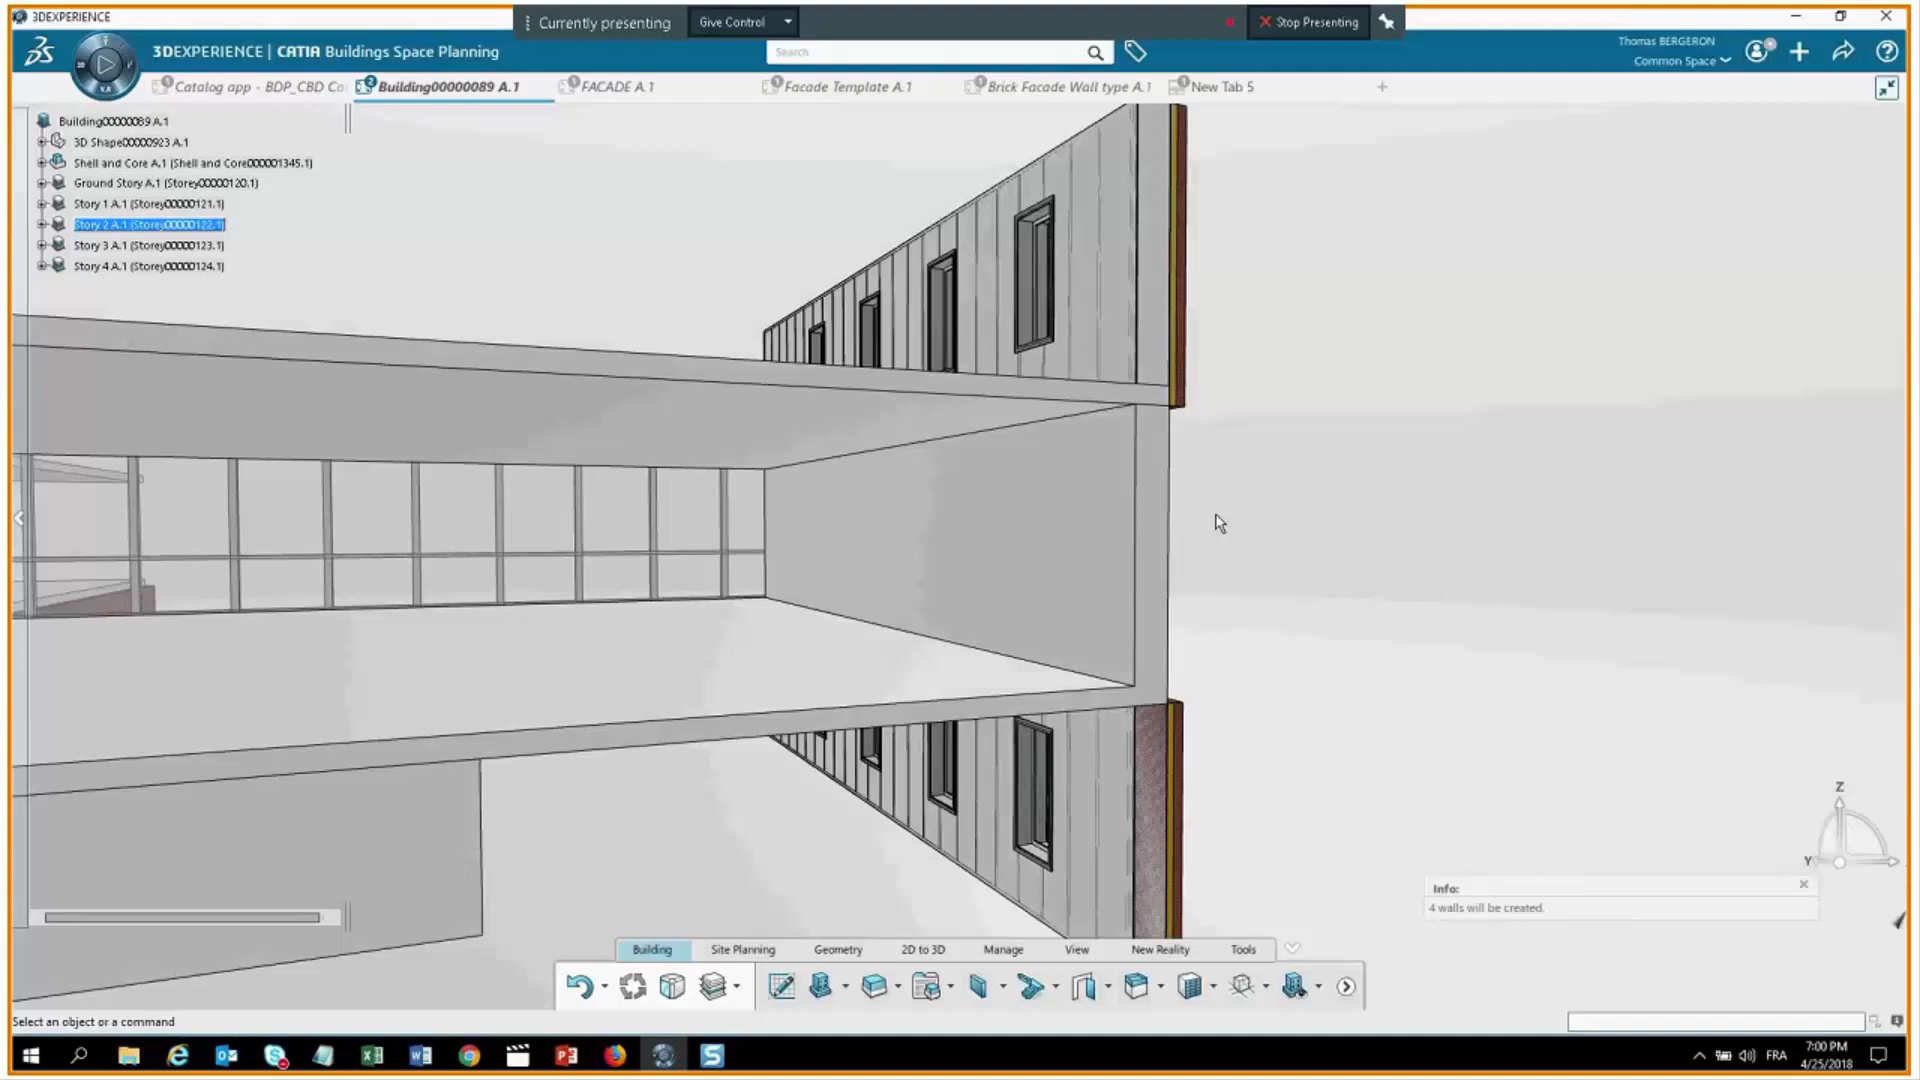 3DEXPERIENCE
Currently presenting
Give Control
Stop Presenting
3DEXPERIENCE | CATIA Buildings Space Planning
Search
Thomas BERGERON
Common Space
Catalog app - BDP_CBD Ca
Building00000089 A.1
FACADE A.1
Facade Template A.1
Brick Facade Wall type A.1
New Tab 5
Building00000089 A.1
3D Shape00000923 A.1
Shell and Core A.1 (Shell and Core00001345.1)
Ground Story A.1 (Storey00000120.1)
Story 1 A.1 (Storey00000121.1)
Story 2 A.1 (Storey00000122.1)
Story 3 A.1 (Storey00000123.1)
Story 4 A.1 (Storey00000124.1)
Z
Y
Info:
4 walls will be created.
Building
Site Planning
Geometry
2D to 3D
Manage
View
New Reality
Tools
Select an object or a command
FRA
7:00 PM
4/25/2018